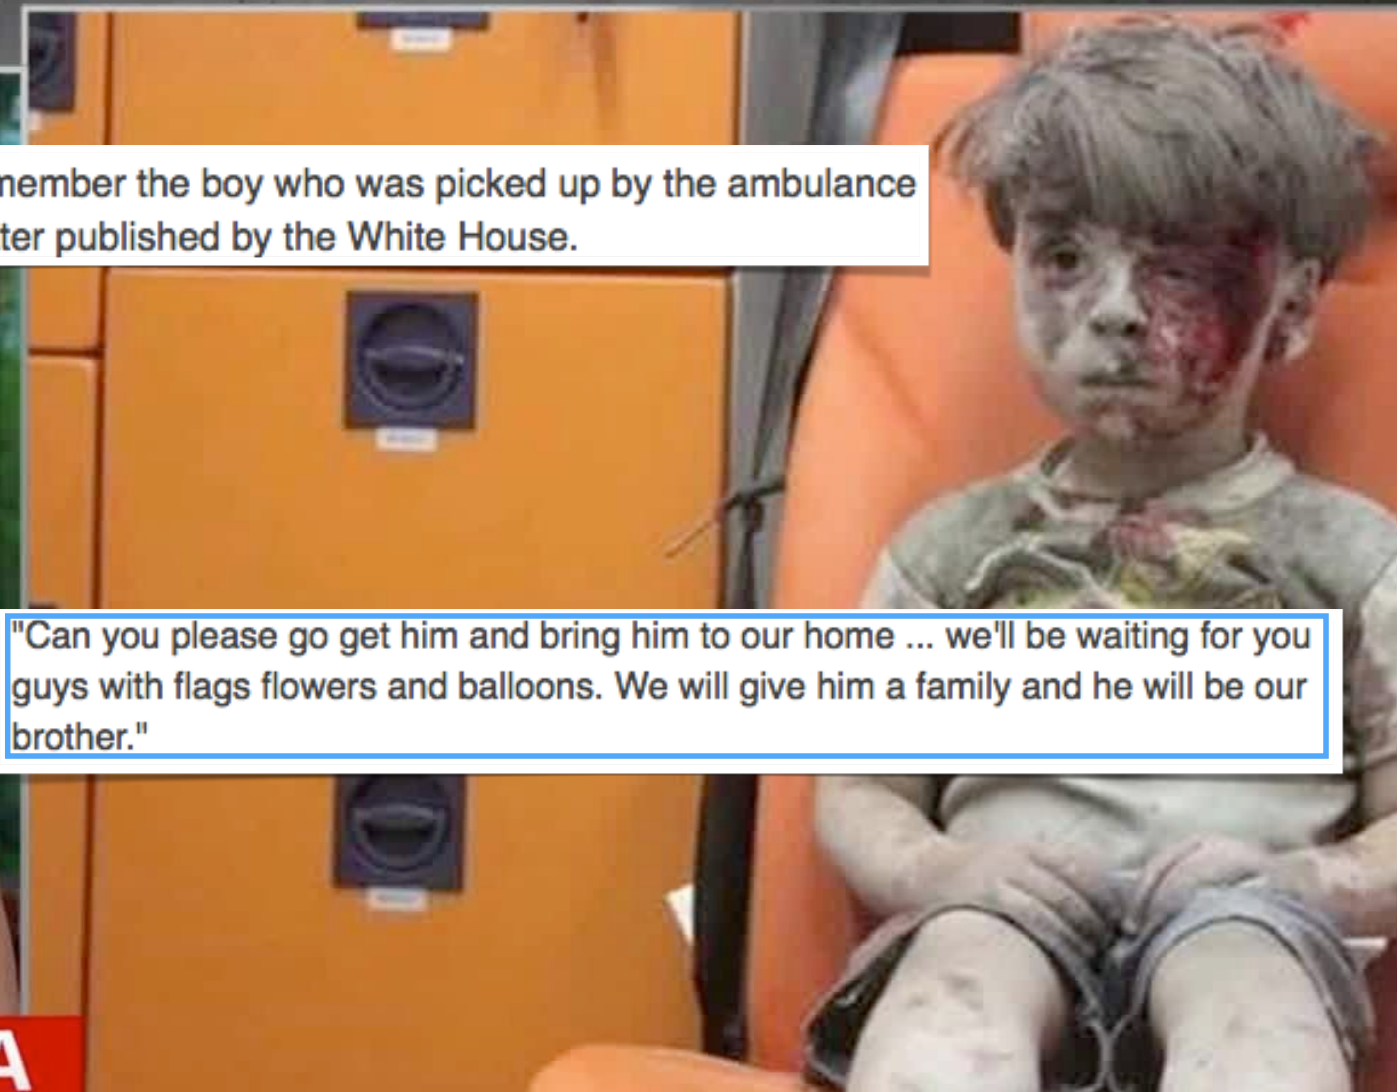 member the boy who was picked up by the ambulance
ter published by the White House.
"Can you please go get him and bring him to our home ... we'll be waiting for you
guys with flags flowers and balloons. We will give him a family and he will be our
brother."
A